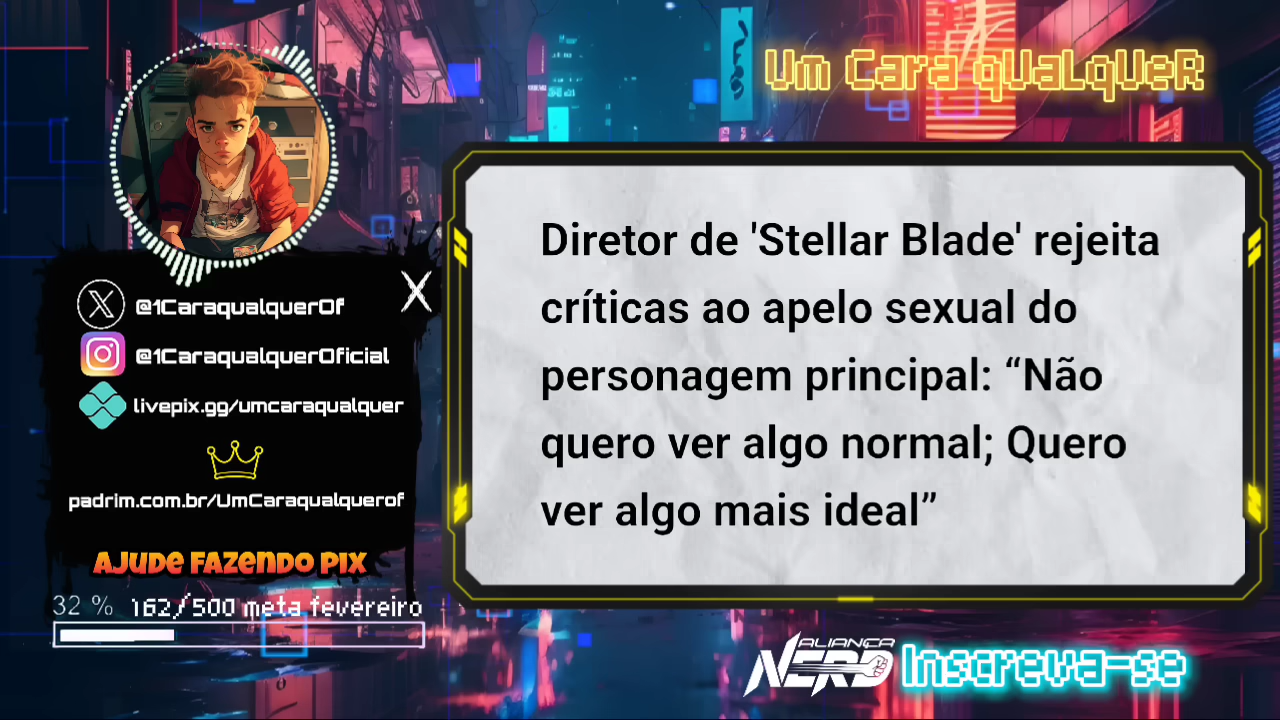 Um Cara qUaLqUeR
Diretor de 'Stellar Blade' rejeita
críticas ao apelo sexual do
personagem principal: “Não
quero ver algo normal; Quero
ver algo mais ideal”
X
@1CaraqualquerOf
@1CaraqualquerOficial
livepix.gg/umcaraqualquer
padrim.com.br/UmCaraqualquerof
AJude FAZendo PIX
32 % 162/500 meta fevereiro
ALIANÇA
NERD
Inscreva-se